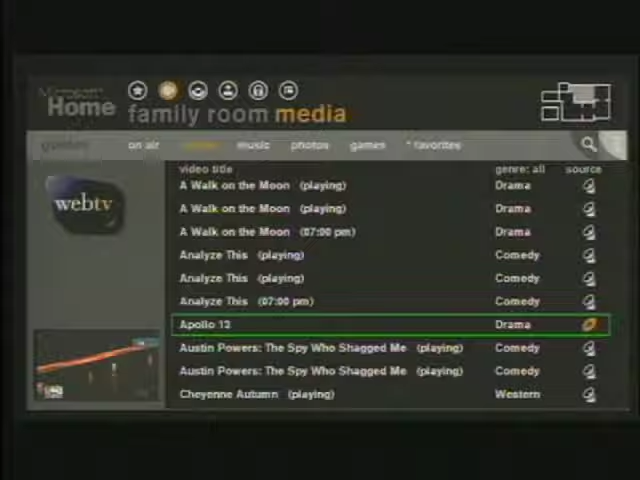 Microsoft
Home
family room media
guides
on air
videos
music
photos
games
* favorites
video title
genre: all
source
webtv
A Walk on the Moon (playing) Drama
A Walk on the Moon (playing) Drama
A Walk on the Moon (07:00 pm) Drama
Analyze This (playing) Comedy
Analyze This (playing) Comedy
Analyze This (07:00 pm) Comedy
Apollo 13 Drama
Austin Powers: The Spy Who Shagged Me (playing) Comedy
Austin Powers: The Spy Who Shagged Me (playing) Comedy
Cheyenne Autumn (playing) Western